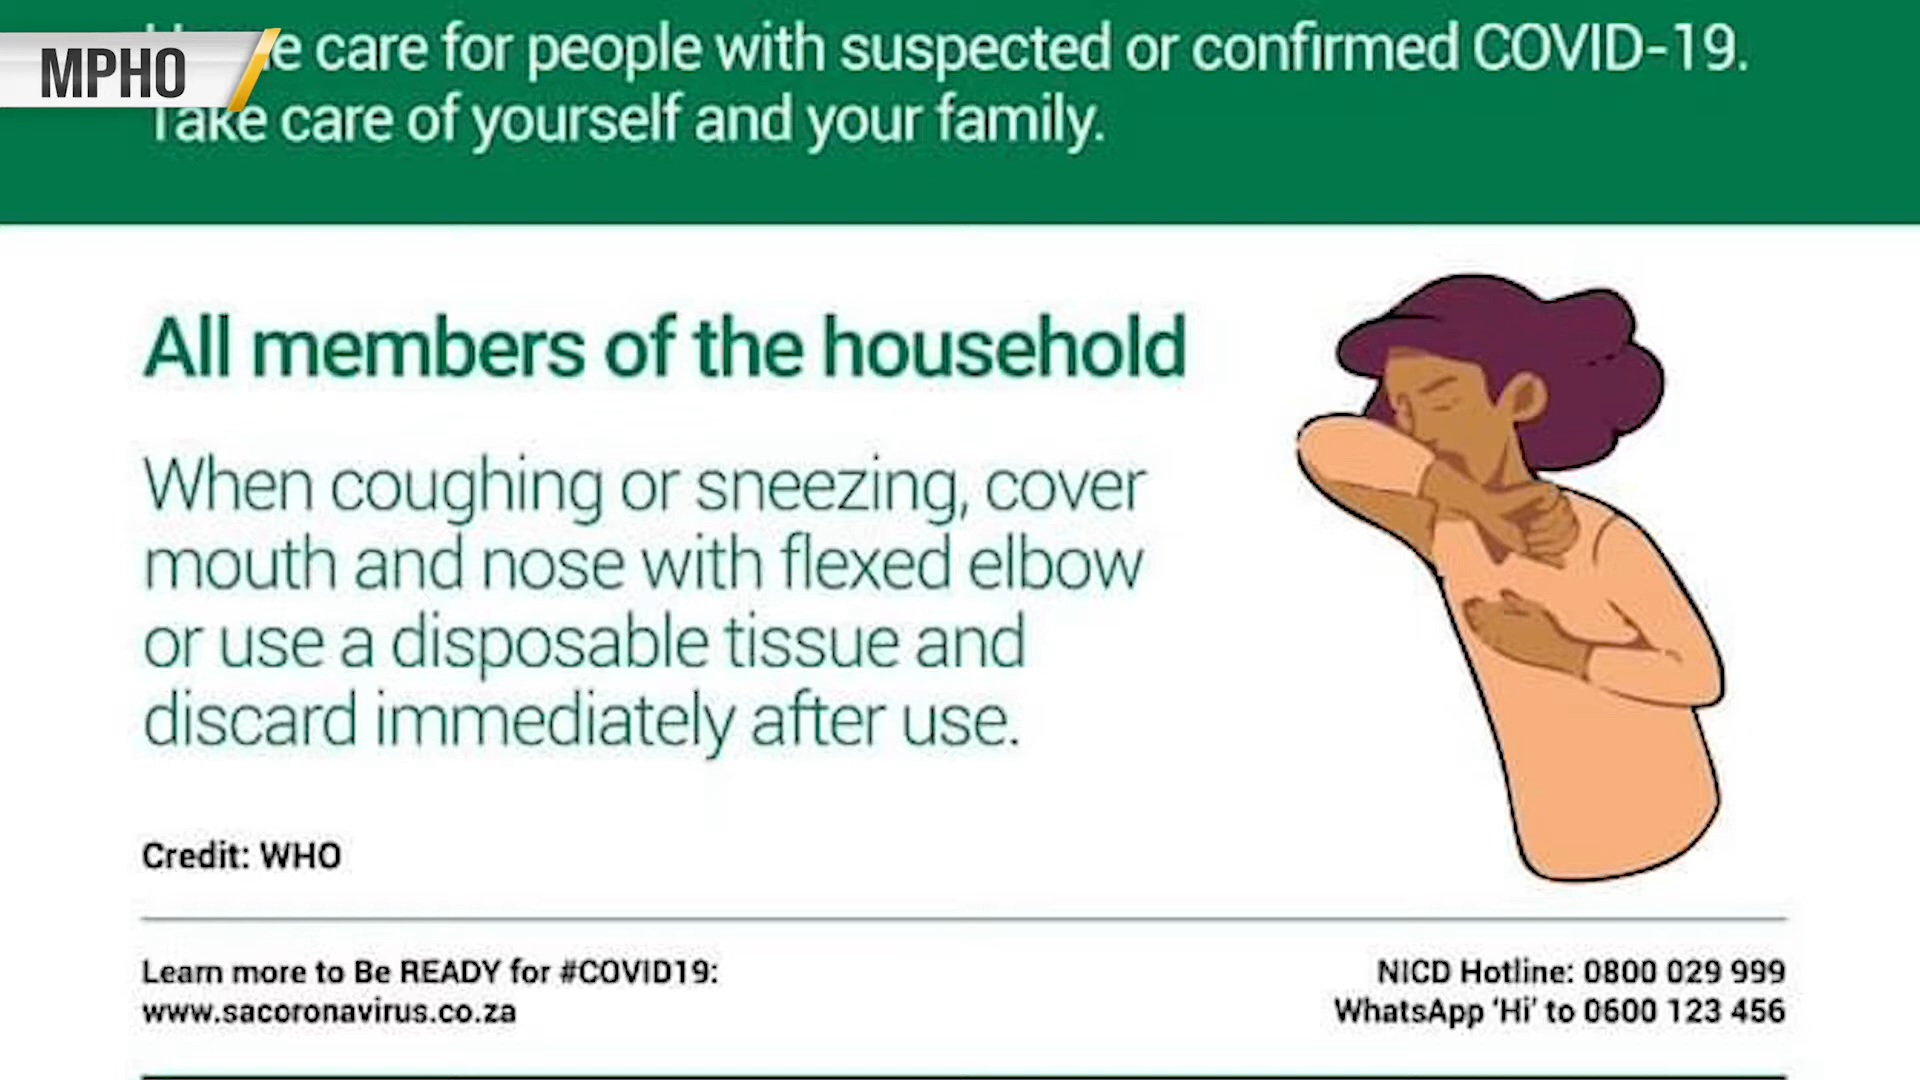 MPHO
e care for people with suspected or confirmed COVID-19.
Take care of yourself and your family.
All members of the household
When coughing or sneezing, cover
mouth and nose with flexed elbow
or use a disposable tissue and
discard immediately after use.
Credit: WHO
Learn more to Be READY for #COVID19:
www.sacoronavirus.co.za
NICD Hotline: 0800 029 999
WhatsApp ‘Hi’ to 0600 123 456